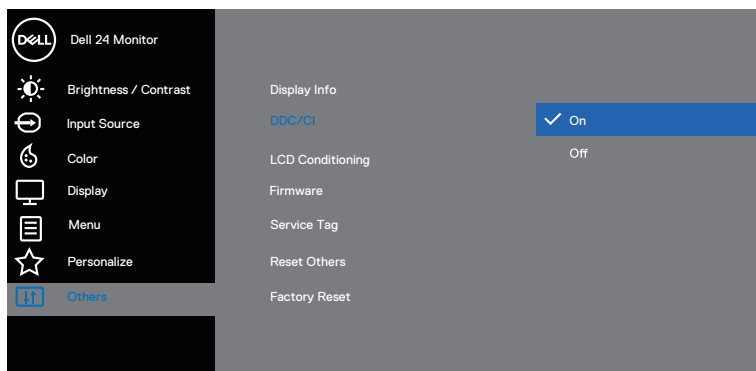 DELL
Dell 24 Monitor
Brightness / Contrast
Input Source
Color
Display
Menu
Personalize
Others
Display Info
DDC/CI
LCD Conditioning
Firmware
Service Tag
Reset Others
Factory Reset
On
Off